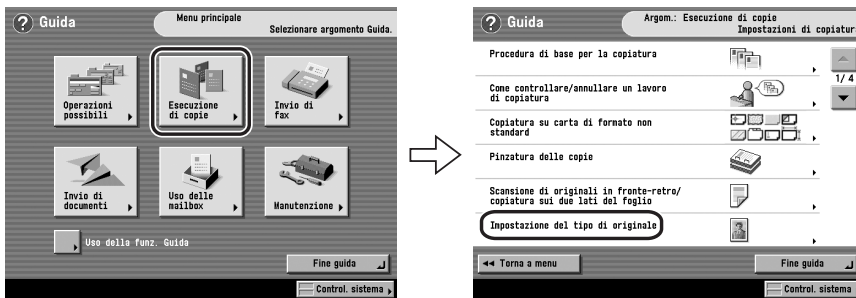 Guida
Menu principale
Selezionare argomento Guida.
Operazioni
possibili
Esecuzione
di copie
Invio di
fax
Invio di
documenti
Uso delle
mailbox
Manutenzione
Uso della funz. Guida
Fine guida
Control. sistema
Guida
Argom.: Esecuzione di copie
Impostazioni di copiatur
Procedura di base per la copiatura
1/ 4
Come controllare/annullare un lavoro
di copiatura
Copiatura su carta di formato non
standard
Pinzatura delle copie
Scansione di originali in fronte-retro/
copiatura sui due lati del foglio
Impostazione del tipo di originale
Torna a menu
Fine guida
Control. sistema